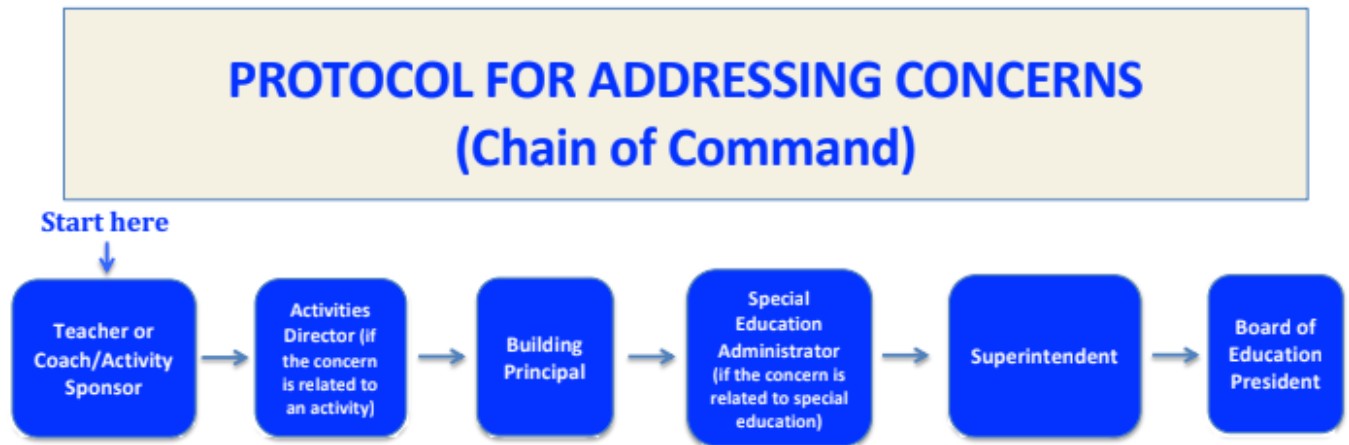 PROTOCOL FOR ADDRESSING CONCERNS
(Chain of Command)
Start here
Teacher or
Coach/Activity
Sponsor
Activities
Director (if
the concern
is related to
an activity)
Building
Principal
Special
Education
Administrator
(if the concern is
related to special
education)
Superintendent
Board of
Education
President